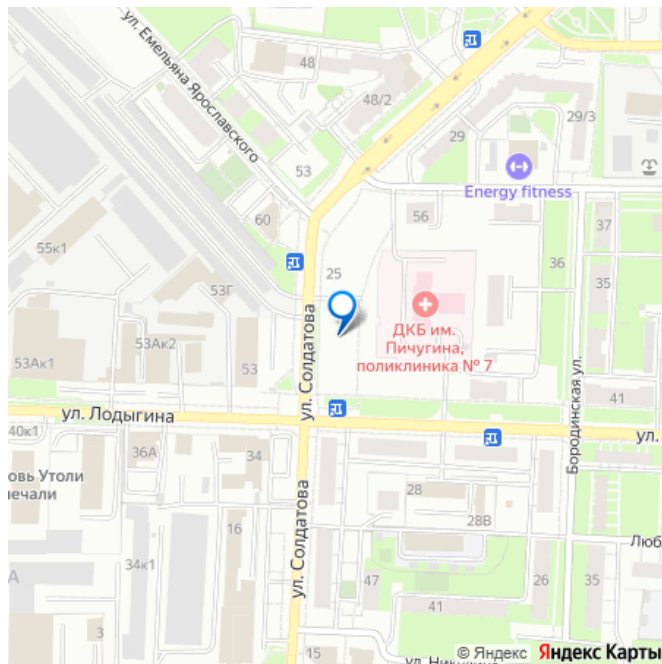 ул. Емельяна Ярославского
48
48/2
29
29/3
53
Energy fitness
60
56
37
55к1
25
36
35
53Г
ДКБ им.
Пичугина,
поликлиника № 7
53Ак2
53Ак1
53
ул. Солдатова
41
ул. Лодыгина
ул.
Бородинская ул.
40к1
36А
34
овь Утоли
печали
28
28В
16
ул. Солдатова
Люб
34к1
А
47
26
35
41
3
15
ул. Никулина
© Яндекс Яндекс Карты